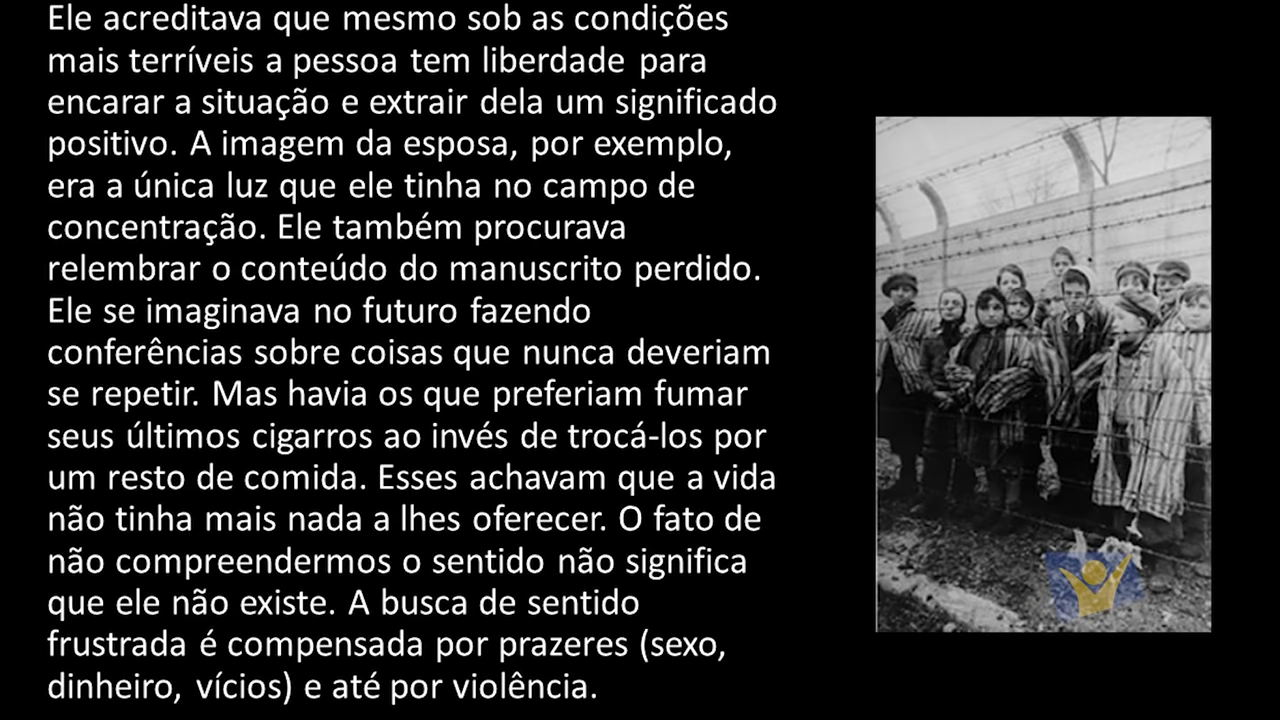 Ele acreditava que mesmo sob as condições
mais terríveis a pessoa tem liberdade para
encarar a situação e extrair dela um significado
positivo. A imagem da esposa, por exemplo,
era a única luz que ele tinha no campo de
concentração. Ele também procurava
relembrar o conteúdo do manuscrito perdido.
Ele se imaginava no futuro fazendo
conferências sobre coisas que nunca deveriam
se repetir. Mas havia os que preferiam fumar
seus últimos cigarros ao invés de trocá-los por
um resto de comida. Esses achavam que a vida
não tinha mais nada a lhes oferecer. O fato de
não compreendermos o sentido não significa
que ele não existe. A busca de sentido
frustrada é compensada por prazeres (sexo,
dinheiro, vícios) e até por violência.